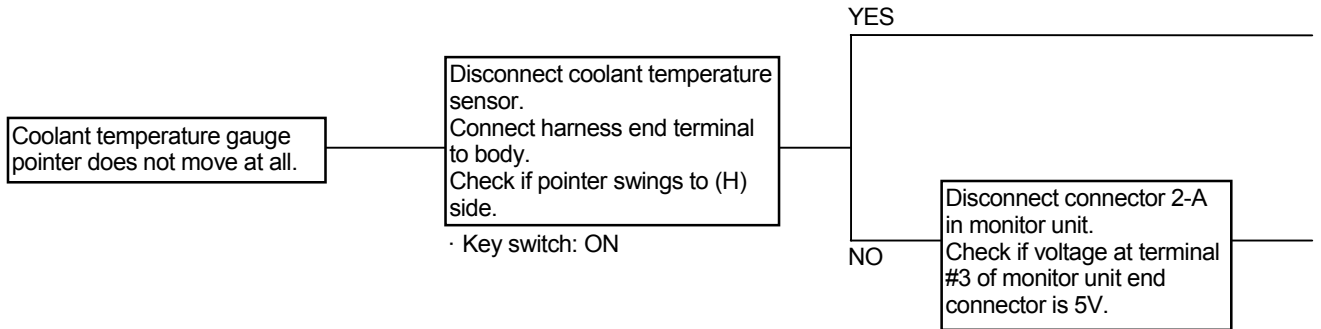 Coolant temperature gauge
pointer does not move at all.
Disconnect coolant temperature
sensor.
Connect harness end terminal
to body.
Check if pointer swings to (H)
side.
· Key switch: ON
YES
NO
Disconnect connector 2-A
in monitor unit.
Check if voltage at terminal
#3 of monitor unit end
connector is 5V.